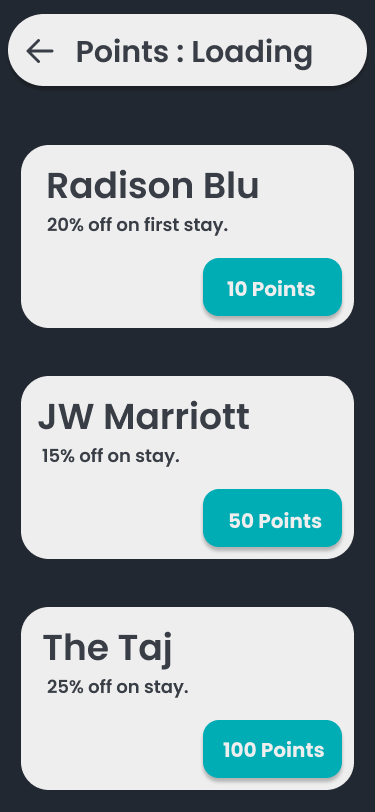 Points : Loading
Radison Blu
20% off on first stay.
10 Points
JW Marriott
15% off on stay.
50 Points
The Taj
25% off on stay.
100 Points